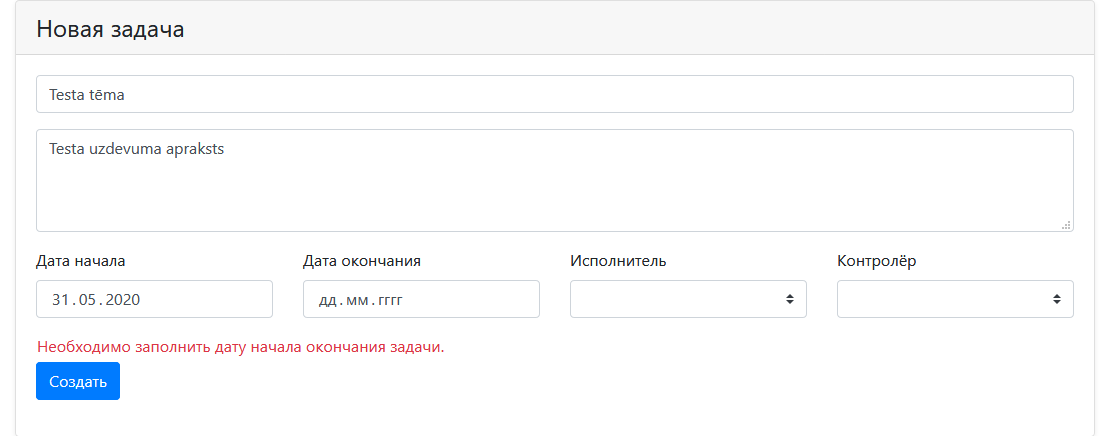 Новая задача
Testa tēma
Testa uzdevuma apraksts
Дата начала Дата окончания Исполнитель Контролёр
31.05.2020 дд.мм.гггг
Необходимо заполнить дату начала окончания задачи.
Создать